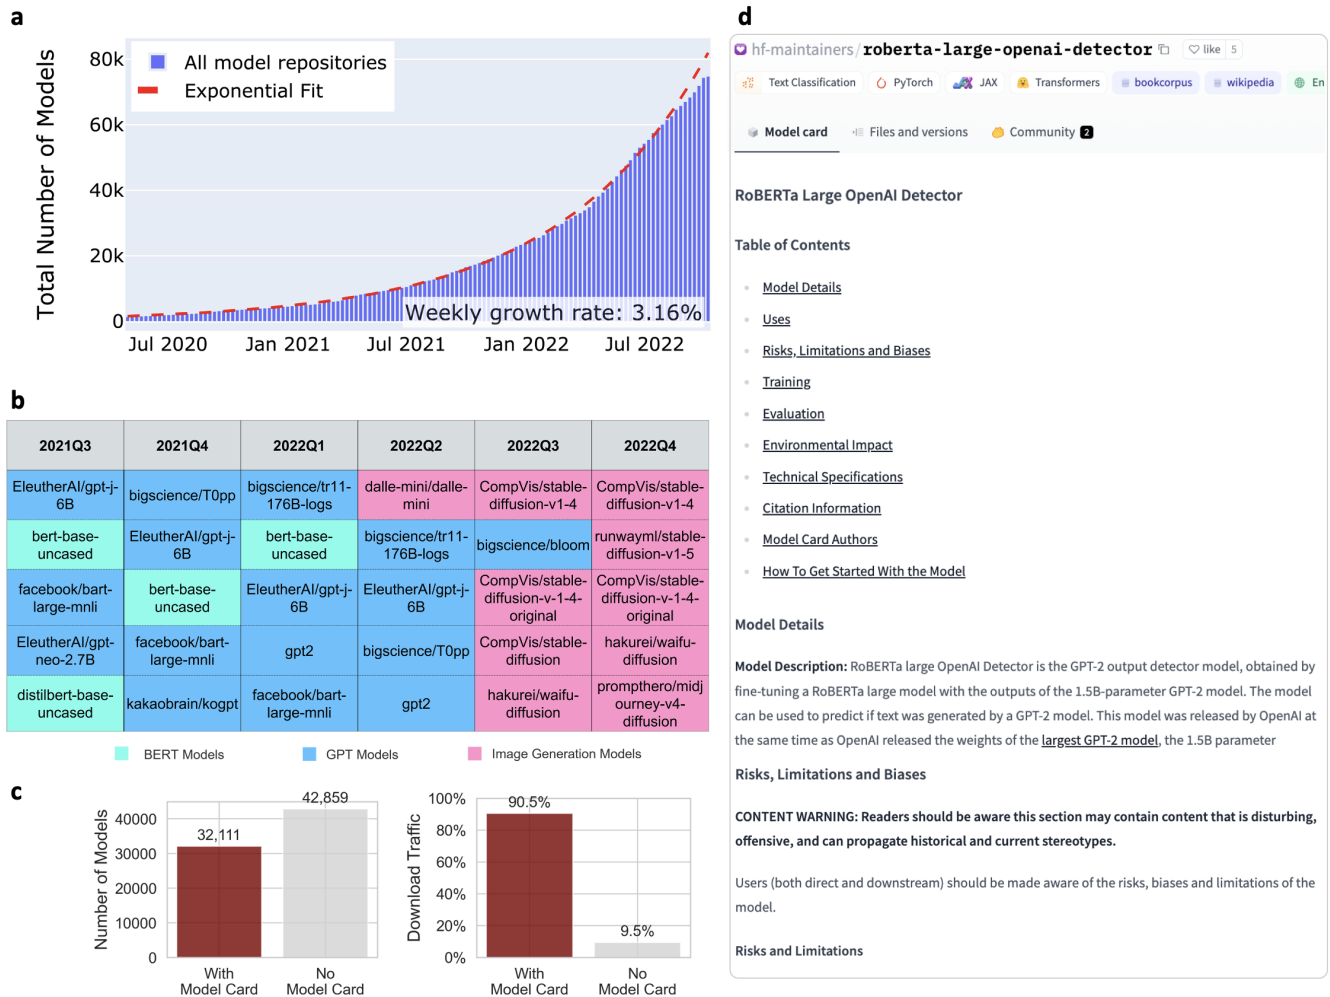 a
Total Number of Models
80k
60k
40k
20k
0
All model repositories
Exponential Fit
Weekly growth rate: 3.16%
Jul 2020
Jan 2021
Jul 2021
Jan 2022
Jul 2022
b
2021Q3
2021Q4
2022Q1
2022Q2
2022Q3
2022Q4
EleutherAI/gpt-j-
6B
bigscience/T0pp
bigscience/tr11-
176B-logs
dalle-mini/dalle-
mini
CompVis/stable-
diffusion-v1-4
CompVis/stable-
diffusion-v1-4
bert-base-
uncased
EleutherAI/gpt-j-
6B
bert-base-
uncased
bigscience/tr11-
176B-logs
bigscience/bloom
runwayml/stable-
diffusion-v1-5
facebook/bart-
large-mnli
bert-base-
uncased
EleutherAI/gpt-j-
6B
EleutherAI/gpt-j-
6B
CompVis/stable-
diffusion-v-1-4-
original
CompVis/stable-
diffusion-v-1-4-
original
EleutherAI/gpt-
neo-2.7B
facebook/bart-
large-mnli
gpt2
bigscience/T0pp
CompVis/stable-
diffusion
hakurei/waifu-
diffusion
distilbert-base-
uncased
kakaobrain/kogpt
facebook/bart-
large-mnli
gpt2
hakurei/waifu-
diffusion
prompthero/midj
ourney-v4-
diffusion
BERT Models
GPT Models
Image Generation Models
c
Number of Models
40000
30000
20000
10000
0
32,111
42,859
With
Model Card
No
Model Card
Download Traffic
100%
80%
60%
40%
20%
0%
90.5%
9.5%
With
Model Card
No
Model Card
d
hf-maintainers/roberta-large-openai-detector
like 5
Text Classification
PyTorch
JAX
Transformers
bookcorpus
wikipedia
En
Model card
Files and versions
Community 2
RoBERTa Large OpenAI Detector
Table of Contents
Model Details
Uses
Risks, Limitations and Biases
Training
Evaluation
Environmental Impact
Technical Specifications
Citation Information
Model Card Authors
How To Get Started With the Model
Model Details
Model Description: RoBERTa large OpenAI Detector is the GPT-2 output detector model, obtained by
fine-tuning a RoBERTa large model with the outputs of the 1.5B-parameter GPT-2 model. The model
can be used to predict if text was generated by a GPT-2 model. This model was released by OpenAI at
the same time as OpenAI released the weights of the largest GPT-2 model, the 1.5B parameter
Risks, Limitations and Biases
CONTENT WARNING: Readers should be aware this section may contain content that is disturbing,
offensive, and can propagate historical and current stereotypes.
Users (both direct and downstream) should be made aware of the risks, biases and limitations of the
model.
Risks and Limitations